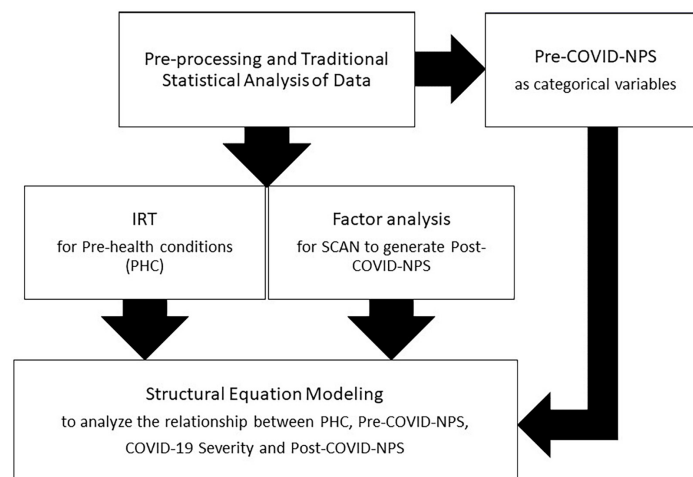 Pre-processing and Traditional
Statistical Analysis of Data
Pre-COVID-NPS
as categorical variables
IRT
for Pre-health conditions
(PHC)
Factor analysis
for SCAN to generate Post-
COVID-NPS
Structural Equation Modeling
to analyze the relationship between PHC, Pre-COVID-NPS,
COVID-19 Severity and Post-COVID-NPS